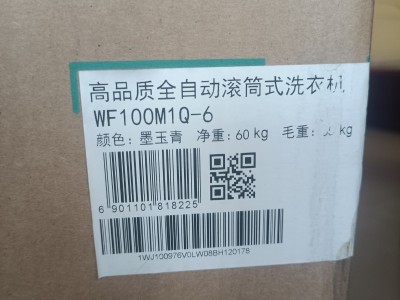 高品质全自动滚筒式洗衣机
WF100M1Q-6
颜色：墨玉青 净重：60kg 毛重： kg
6 901101 818225
1WJ100976V0LW08BH120178